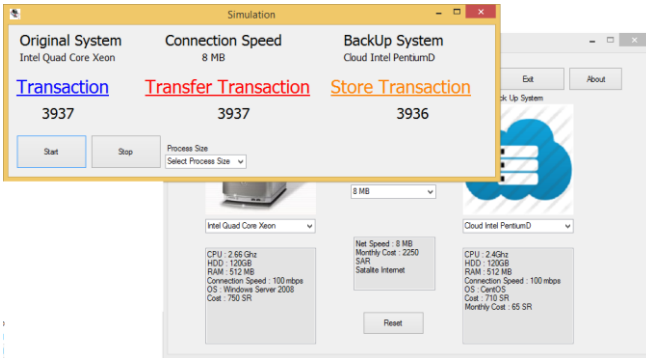 Simulation
Original System
Connection Speed
BackUp System
Intel Quad Core Xeon
8 MB
Cloud Intel PentiumD
Transaction
Transfer Transaction
Store Transaction
3937
3937
3936
Start
Stop
Process Size
Select Process Size
Exit
About
ck Up System
8 MB
Intel Quad Core Xeon
Cloud Intel PentiumD
CPU : 2.66 Ghz
HDD : 120GB
RAM : 512 MB
Connection Speed : 100 mbps
OS : Windows Server 2008
Cost : 750 SR
Net Speed : 8 MB
Monthly Cost : 2250
SAR
Satalite Internet
CPU : 2.4Ghz
HDD : 120GB
RAM : 512 MB
Connection Speed : 100 mbps
OS : CentOS
Cost : 710 SR
Monthly Cost : 65 SR
Reset